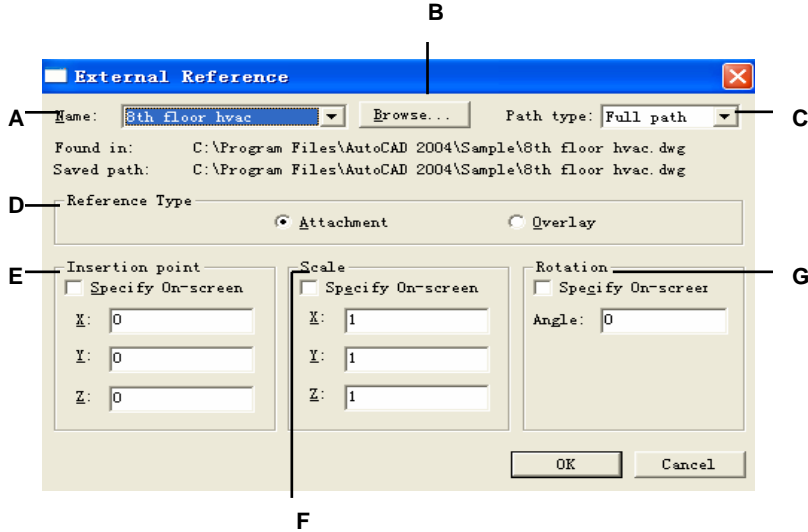 B
External Reference
A
Name:
8th floor hvac
Browse...
Path type:
Full path
C
Found in: C:\Program Files\AutoCAD 2004\Sample\8th floor hvac.dwg
Saved path: C:\Program Files\AutoCAD 2004\Sample\8th floor hvac.dwg
D
Reference Type
Attachment
Overlay
E
Insertion point
Specify On-screen
X: 0
Y: 0
Z: 0
Scale
Specify On-screen
X: 1
Y: 1
Z: 1
Rotation
G
Specify On-screer
Angle: 0
OK
Cancel
F